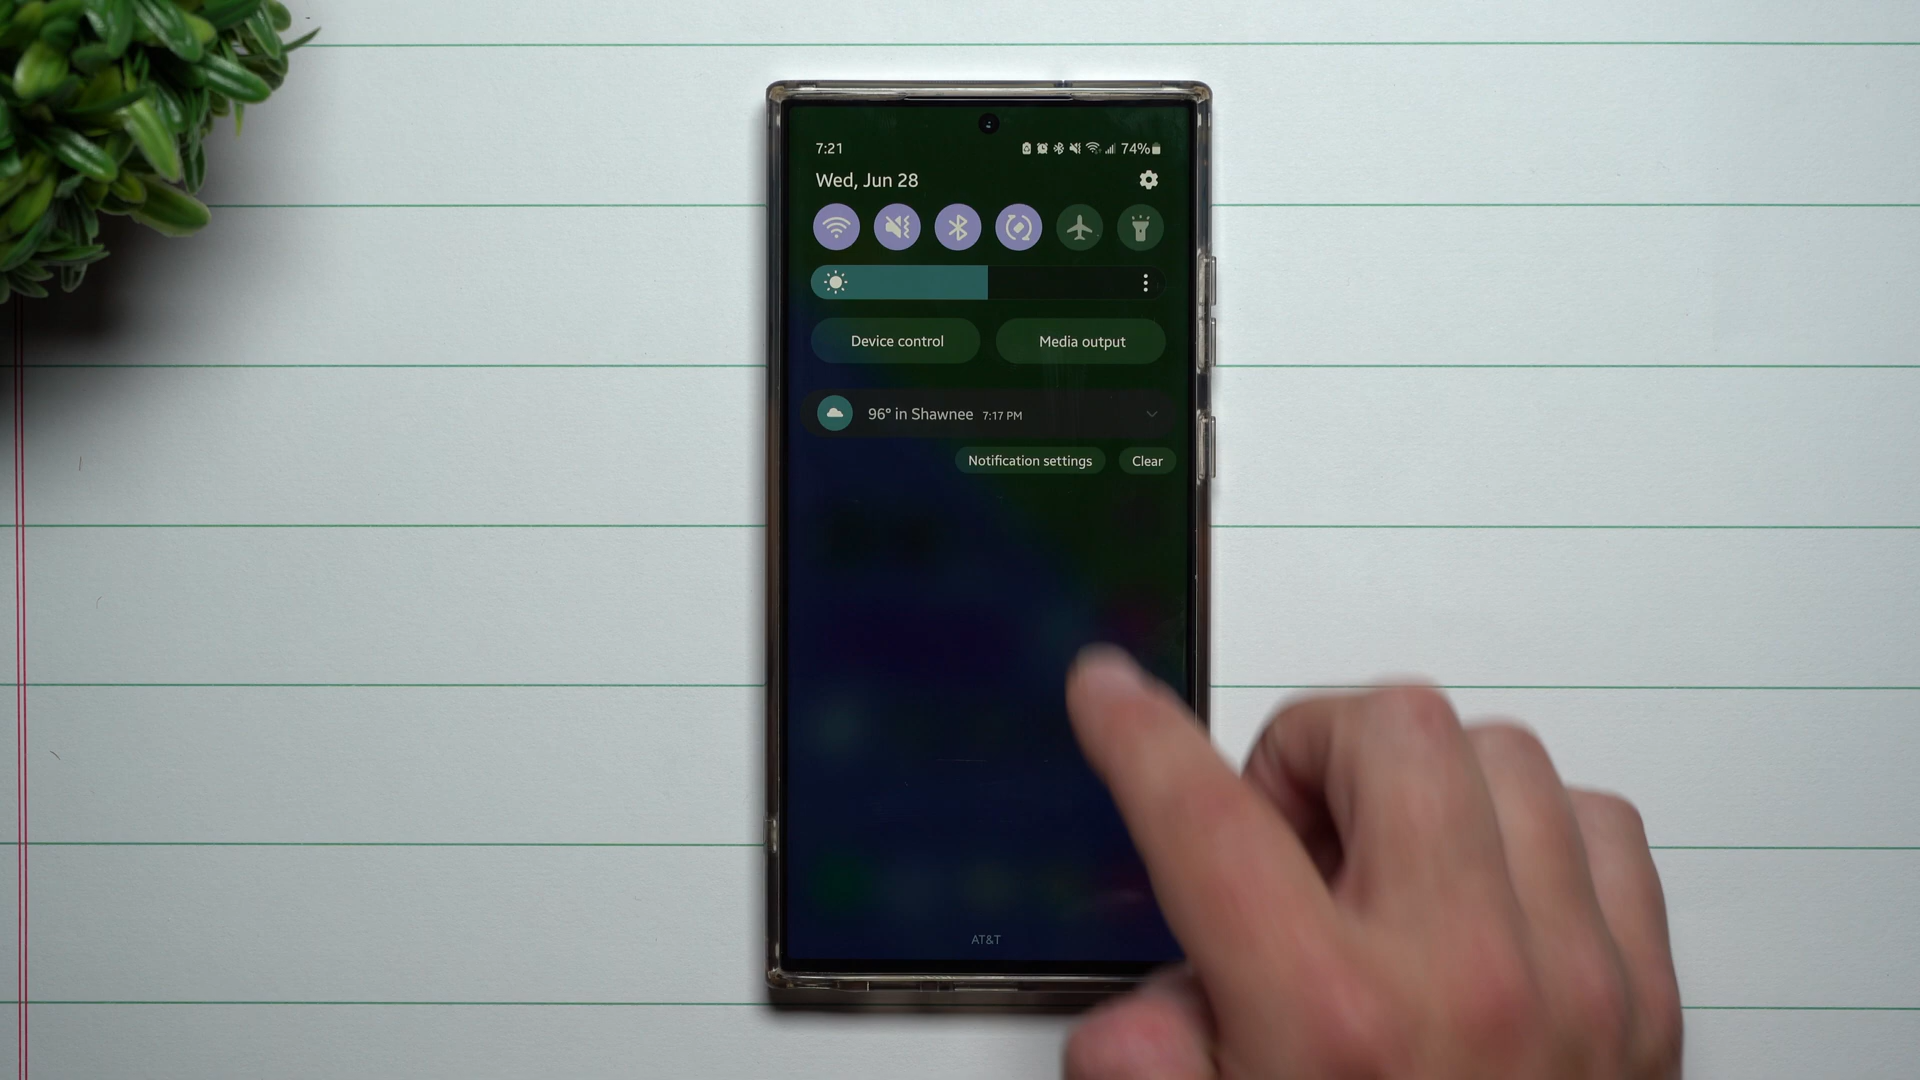 7:21 74%
Wed, Jun 28
Device control Media output
96° in Shawnee 7:17 PM
Notification settings Clear
AT&T